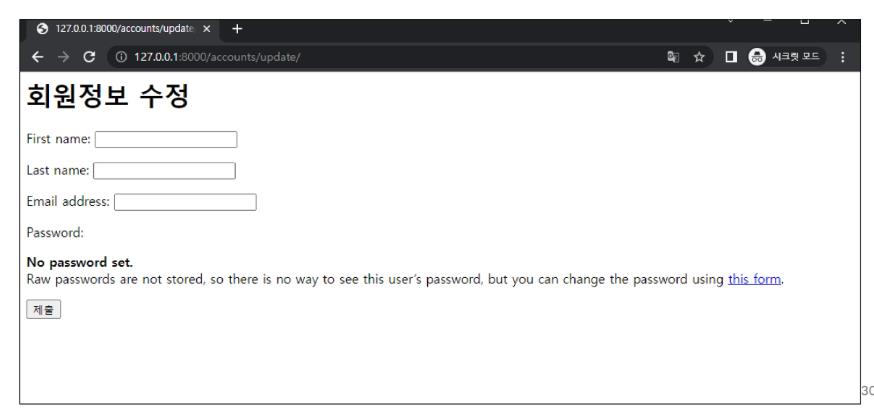 127.0.0.1:8000/accounts/update
127.0.0.1:8000/accounts/update/
시크릿 모드
회원정보 수정
First name:
Last name:
Email address:
Password:
No password set.
Raw passwords are not stored, so there is no way to see this user's password, but you can change the password using this form.
제출
30